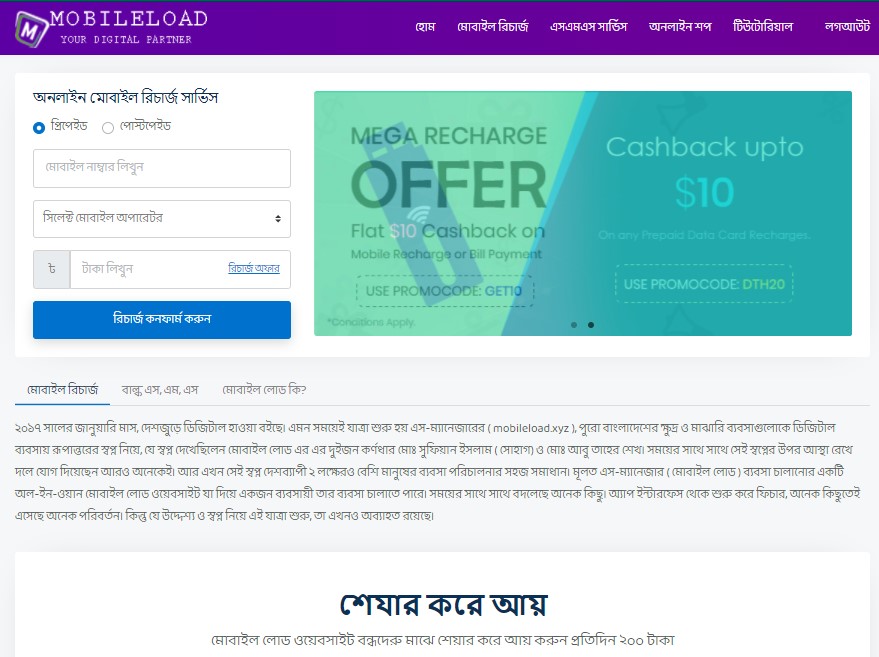 MOBILELOAD
YOUR DIGITAL PARTNER
হোম মোবাইল রিচার্জ এসএমএস সার্ভিস অনলাইন শপ টিউটোরিয়াল লগআউট
অনলাইন মোবাইল রিচার্জ সার্ভিস
প্রিপেইড পোস্টপেইড
মোবাইল নাম্বার লিখুন
সিলেক্ট মোবাইল অপারেটর
৳ টাকা লিখুন রিচার্জ অফার
রিচার্জ কনফার্ম করুন
MEGA RECHARGE
OFFER
Flat $10 Cashback on
Mobile Recharge or Bill Payment
USE PROMOCODE: GET10
*Conditions Apply.
Cashback upto
$10
On any Prepaid Data Card Recharges.
USE PROMOCODE: DTH20
মোবাইল রিচার্জ বাল্ক এস, এম, এস মোবাইল লোড কি?
২০১৭ সালের জানুয়ারি মাস, দেশজুড়ে ডিজিটাল হাওয়া বইছে। এমন সময়েই যাত্রা শুরু হয় এস-ম্যানেজারের ( mobileload.xyz ), পুরো বাংলাদেশের ক্ষুদ্র ও মাঝারি ব্যবসাগুলোকে ডিজিটাল
ব্যবসায় রূপান্তরের স্বপ্ন নিয়ে, যে স্বপ্ন দেখেছিলেন মোবাইল লোড এর এর দুইজন কর্ণধার মোঃ সুফিয়ান ইসলাম ( সোহাগ) ও মোঃ আবু তাহের শেখ। সময়ের সাথে সাথে সেই স্বপ্নের উপর আস্থা রেখে
দলে যোগ দিয়েছেন আরও অনেকেই। আর এখন সেই স্বপ্ন দেশব্যাপী ২ লক্ষেরও বেশি মানুষের ব্যবসা পরিচালনার সহজ সমাধান। মূলত এস-ম্যানেজার ( মোবাইল লোড ) ব্যবসা চালানোর একটি
অল-ইন-ওয়ান মোবাইল লোড ওয়েবসাইট যা দিয়ে একজন ব্যবসায়ী তার ব্যবসা চালাতে পারে। সময়ের সাথে সাথে বদলেছে অনেক কিছু। অ্যাপ ইন্টারফেস থেকে শুরু করে ফিচার, অনেক কিছুতেই
এসেছে অনেক পরিবর্তন। কিন্তু যে উদ্দেশ্য ও স্বপ্ন নিয়ে এই যাত্রা শুরু, তা এখনও অব্যাহত রয়েছে।
শেযার করে আয়
মোবাইল লোড ওয়েবসাইট বন্ধদেরু মাঝে শেয়ার করে আয় করুন প্রতিদিন ২০০ টাকা